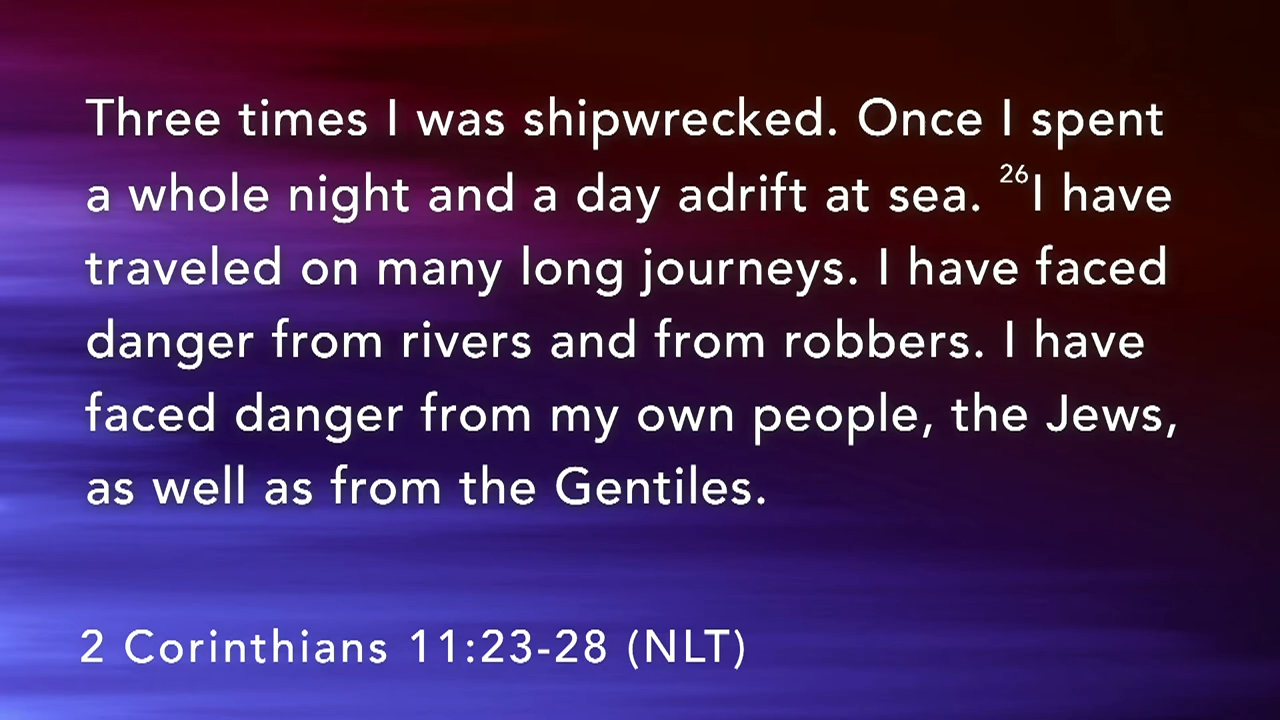 Three times I was shipwrecked. Once I spent
a whole night and a day adrift at sea. ²⁶I have
traveled on many long journeys. I have faced
danger from rivers and from robbers. I have
faced danger from my own people, the Jews,
as well as from the Gentiles.
2 Corinthians 11:23-28 (NLT)